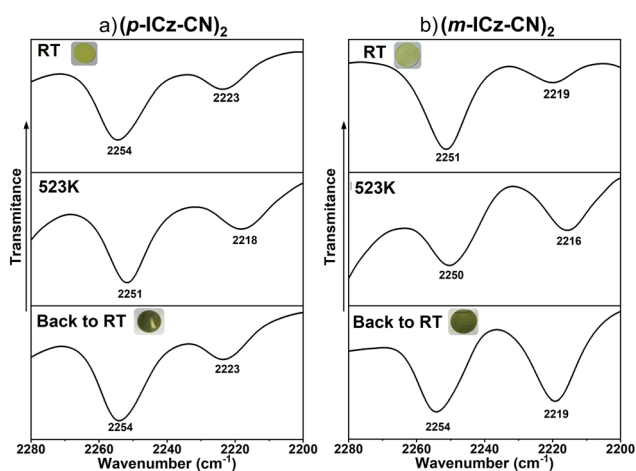 a) (p-ICz-CN)2
RT
2254
2223
523K
2251
2218
Back to RT
2254
2223
Transmitance
2280 2260 2240 2220 2200
Wavenumber (cm-1)
b) (m-ICz-CN)2
RT
2251
2219
523K
2250
2216
Back to RT
2254
2219
Transmitance
2280 2260 2240 2220 2200
Wavenumber (cm-1)